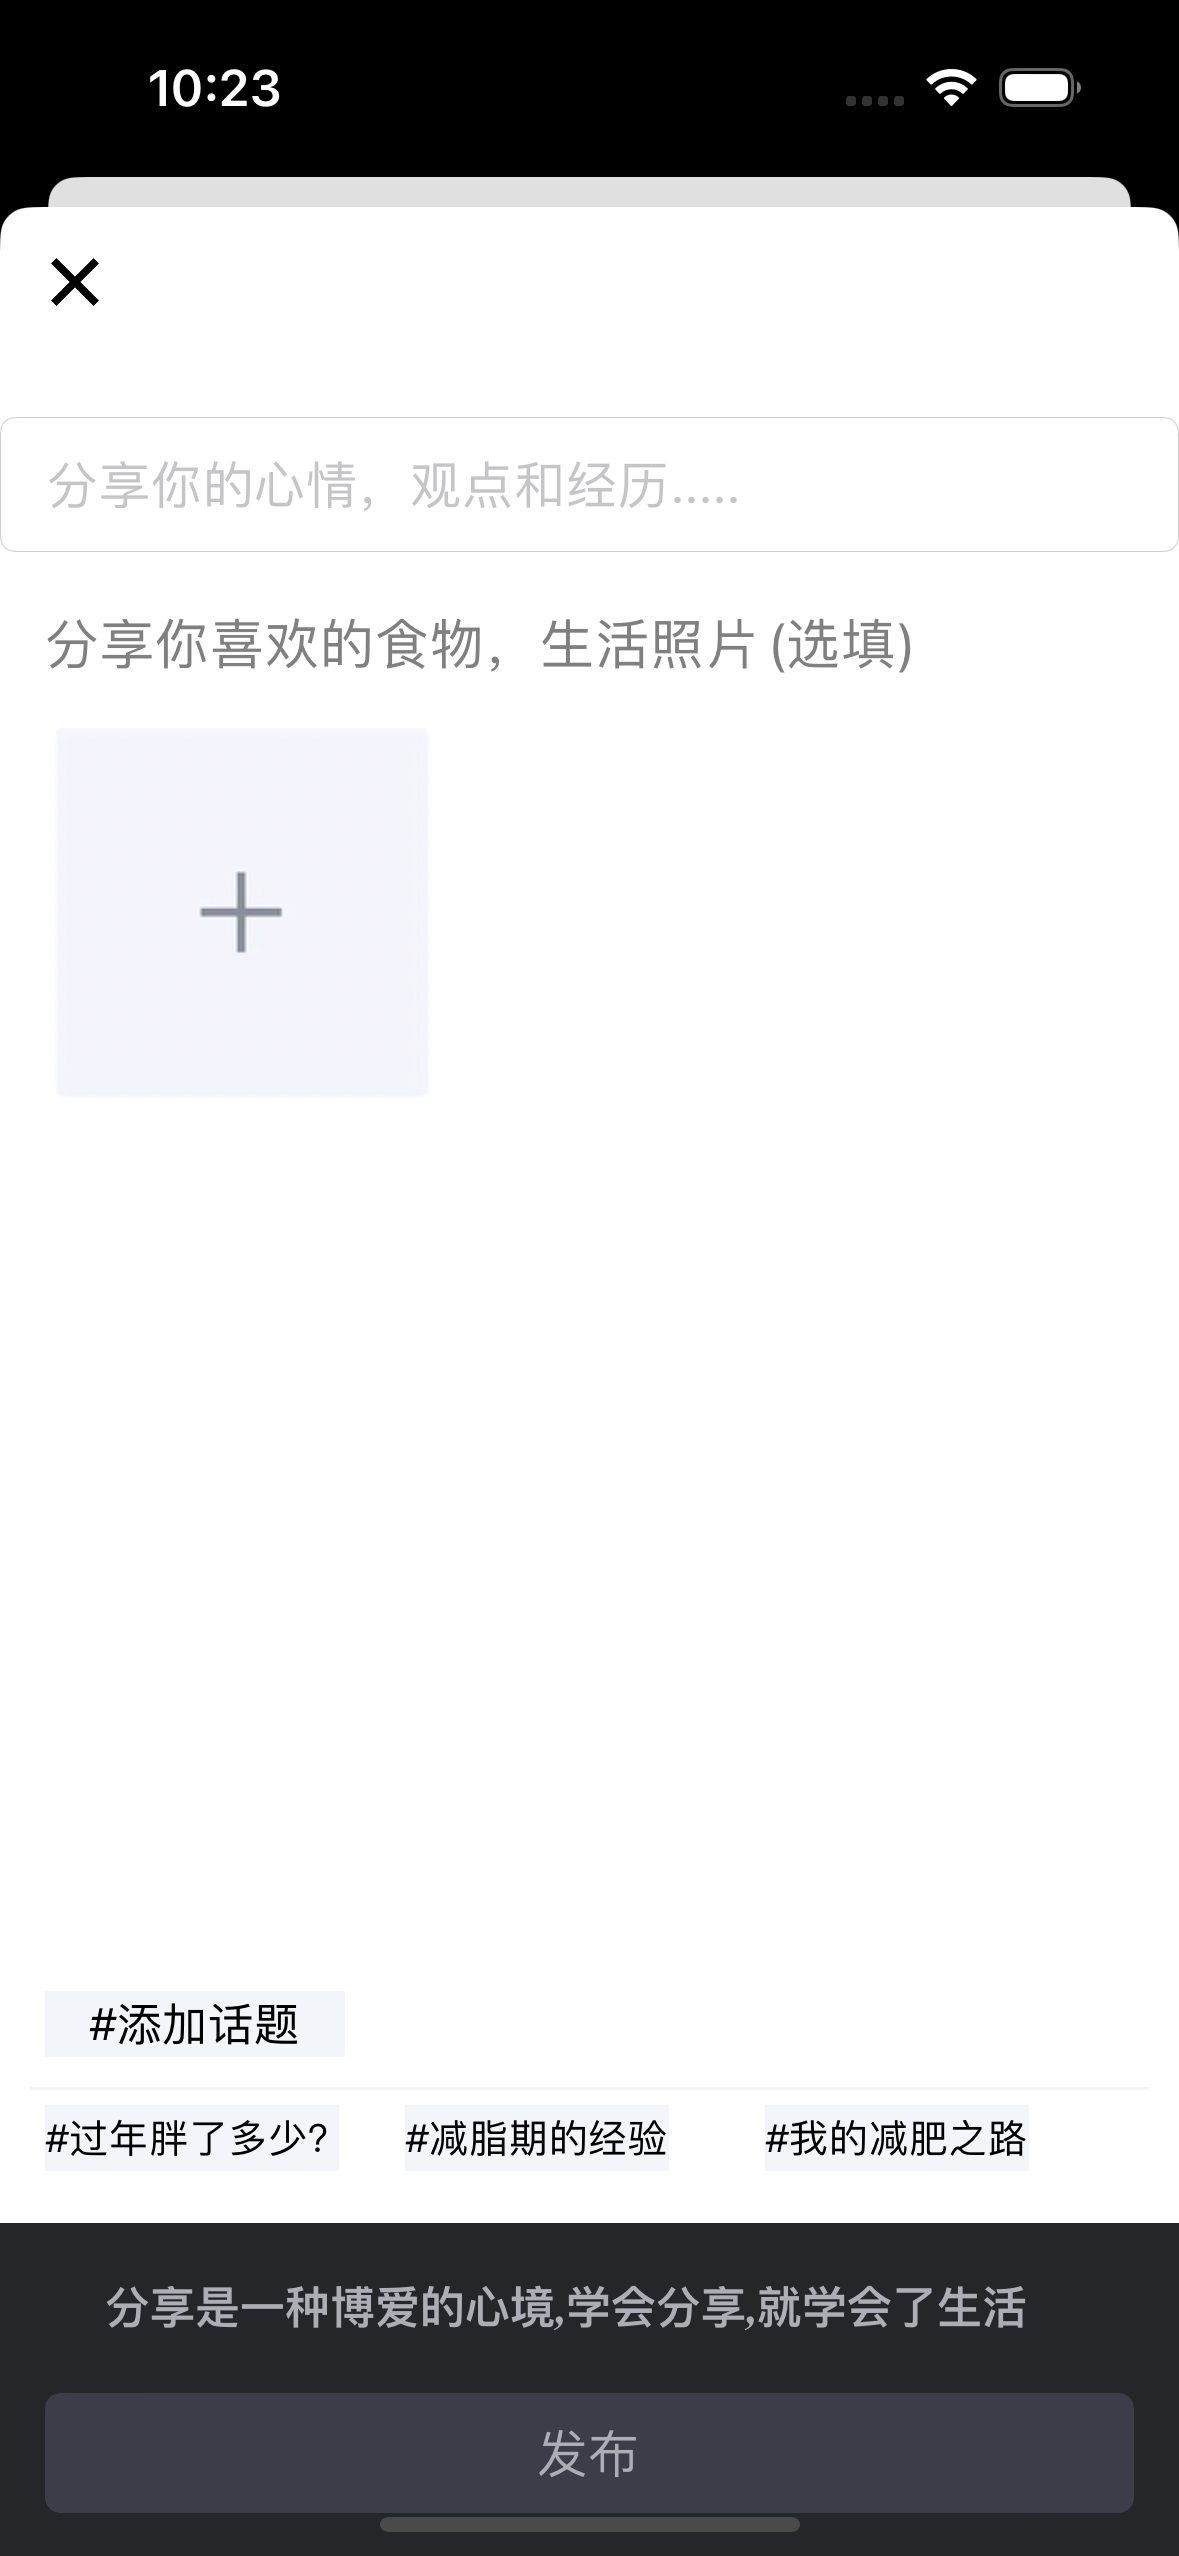 10:23
分享你的心情，观点和经历.....
分享你喜欢的食物，生活照片(选填)
#添加话题
#过年胖了多少? #减脂期的经验 #我的减肥之路
分享是一种博爱的心境,学会分享,就学会了生活
发布